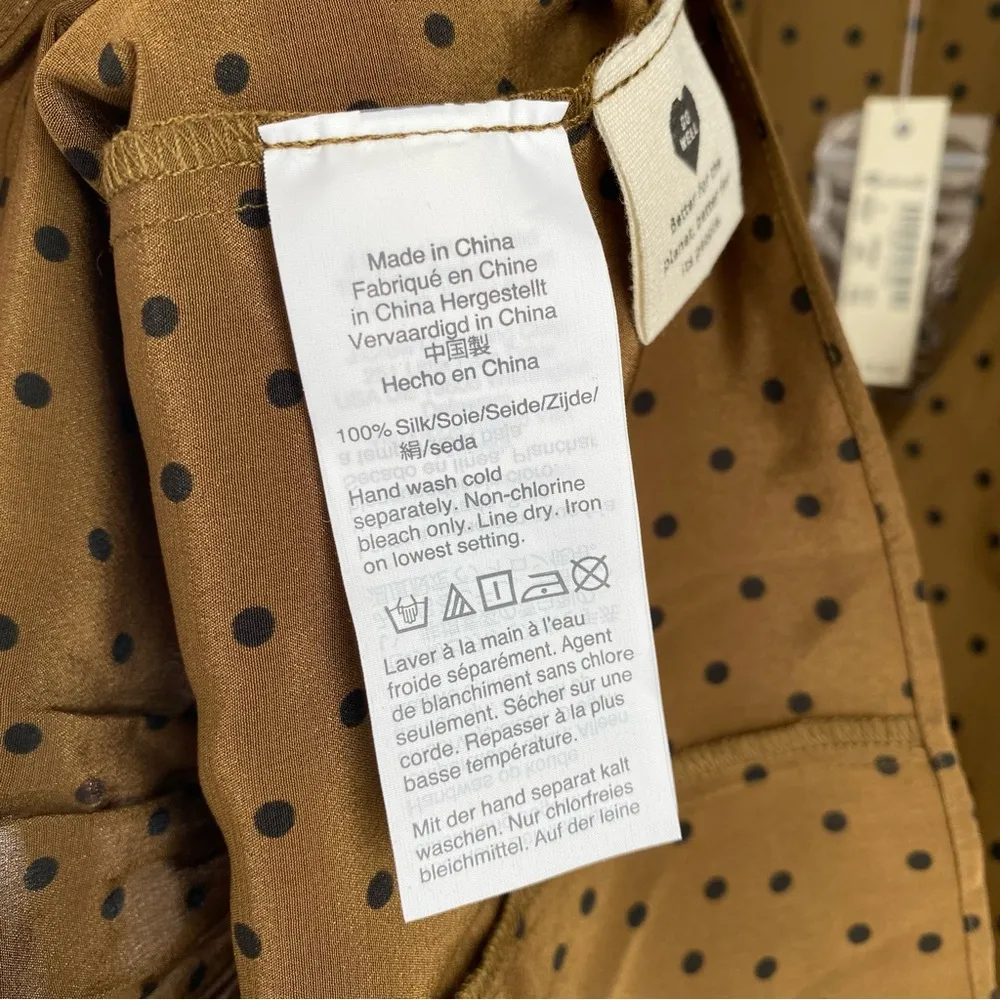 Made in China
Fabriqué en Chine
in China Hergestellt
Vervaardigd in China
中国製
Hecho en China
100% Silk/Soie/Seide/Zijde/
絹/seda
Hand wash cold
separately. Non-chlorine
bleach only. Line dry. Iron
on lowest setting.
Laver à la main à l'eau
froide séparément. Agent
de blanchiment sans chlore
seulement. Sécher sur une
corde. Repasser à la plus
basse température.
Mit der hand separat kalt
waschen. Nur chlorfreies
bleichmittel. Auf der leine
DO
WELL
Better for the
planet, better for
its people.